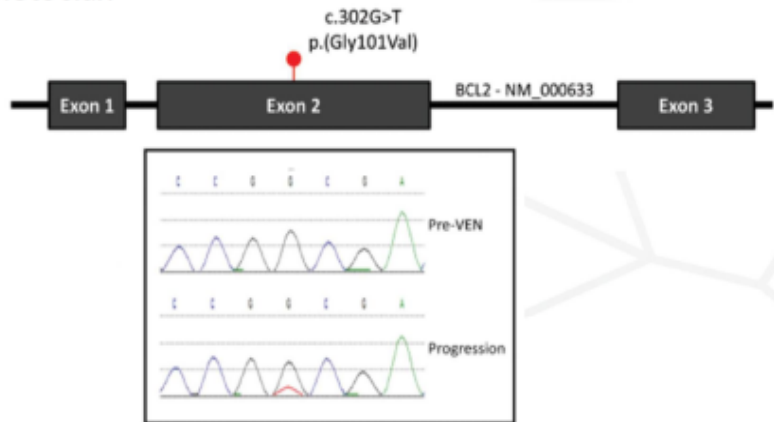 c.302G>T
p.(Gly101Val)
BCL2 - NM_000633
Exon 1 Exon 2 Exon 3
C C G G C G A
Pre-VEN
C C G G C G A
Progression